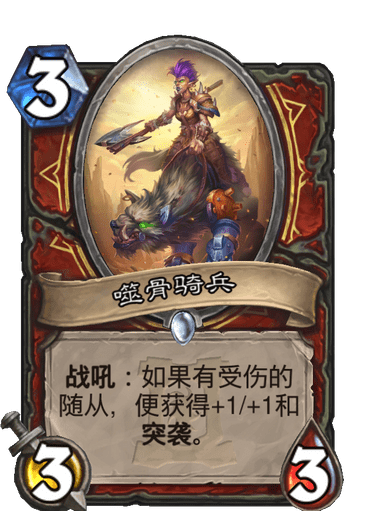 3
噬骨骑兵
战吼：如果有受伤的
随从，便获得+1/+1和
突袭。
3
3